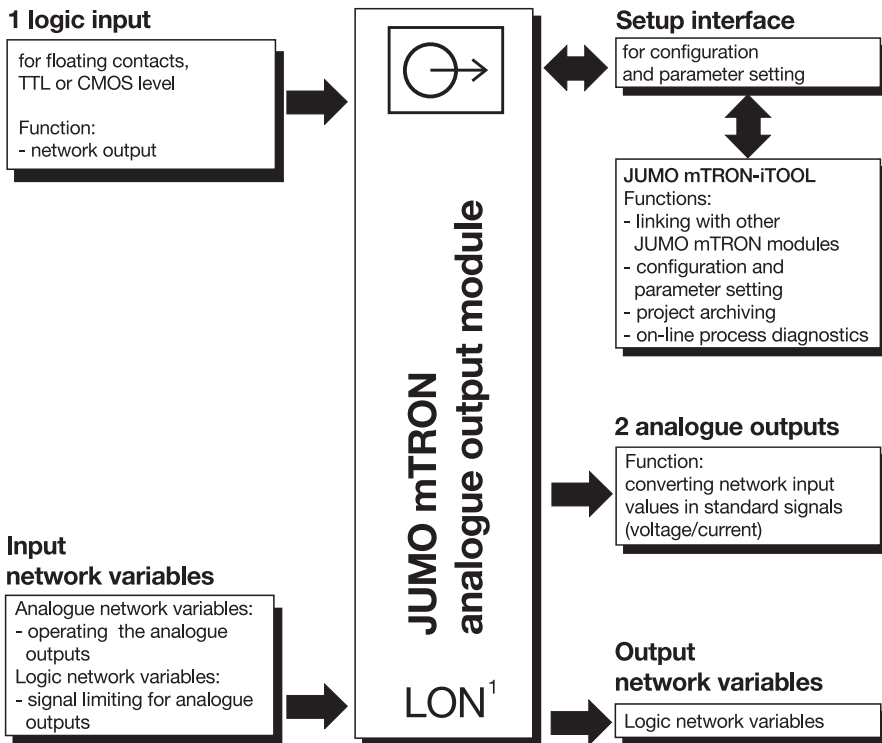 1 logic input
for floating contacts,
TTL or CMOS level
Function:
- network output
Input
network variables
Analogue network variables:
- operating the analogue
outputs
Logic network variables:
- signal limiting for analogue
outputs
JUMO mTRON
analogue output module
LON¹
Setup interface
for configuration
and parameter setting
JUMO mTRON-iTOOL
Functions:
- linking with other
JUMO mTRON modules
- configuration and
parameter setting
- project archiving
- on-line process diagnostics
2 analogue outputs
Function:
converting network input
values in standard signals
(voltage/current)
Output
network variables
Logic network variables